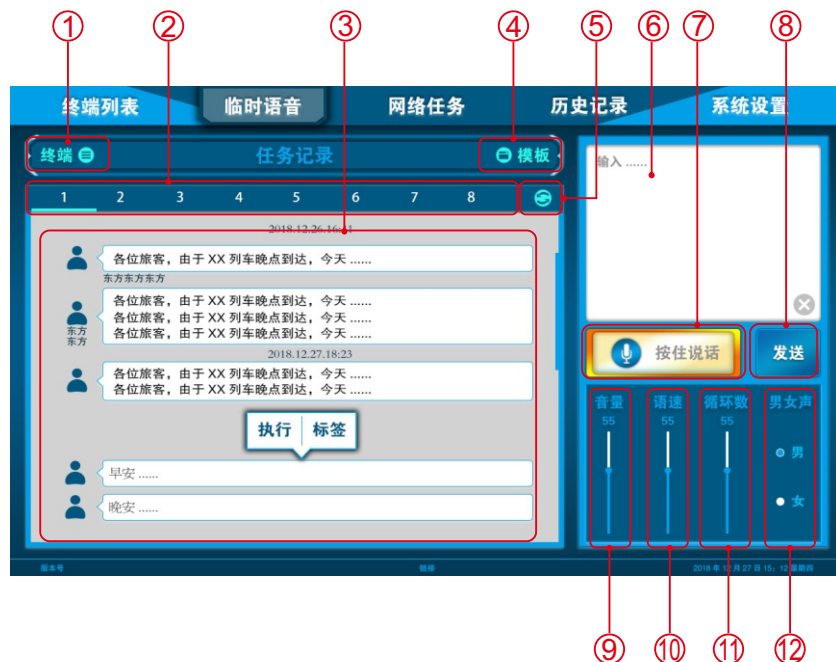 ① ② ③ ④ ⑤ ⑥ ⑦ ⑧
终端列表 临时语音 网络任务 历史记录 系统设置
终端 任务记录 模板
输入 ……
1 2 3 4 5 6 7 8
2018.12.26.16:41
各位旅客，由于 XX 列车晚点到达，今天 ……
东方东方东方
各位旅客，由于 XX 列车晚点到达，今天 ……
各位旅客，由于 XX 列车晚点到达，今天 ……
各位旅客，由于 XX 列车晚点到达，今天 ……
东方
东方
2018.12.27.18:23
各位旅客，由于 XX 列车晚点到达，今天 ……
各位旅客，由于 XX 列车晚点到达，今天 ……
执行 标签
早安 ……
晚安 ……
按住说话 发送
音量 语速 循环数 男女声
55 55 55
男
女
版本号 链接 2018 年 12 月 27 日 15：12 星期四
⑨ ⑩ ⑪ ⑫